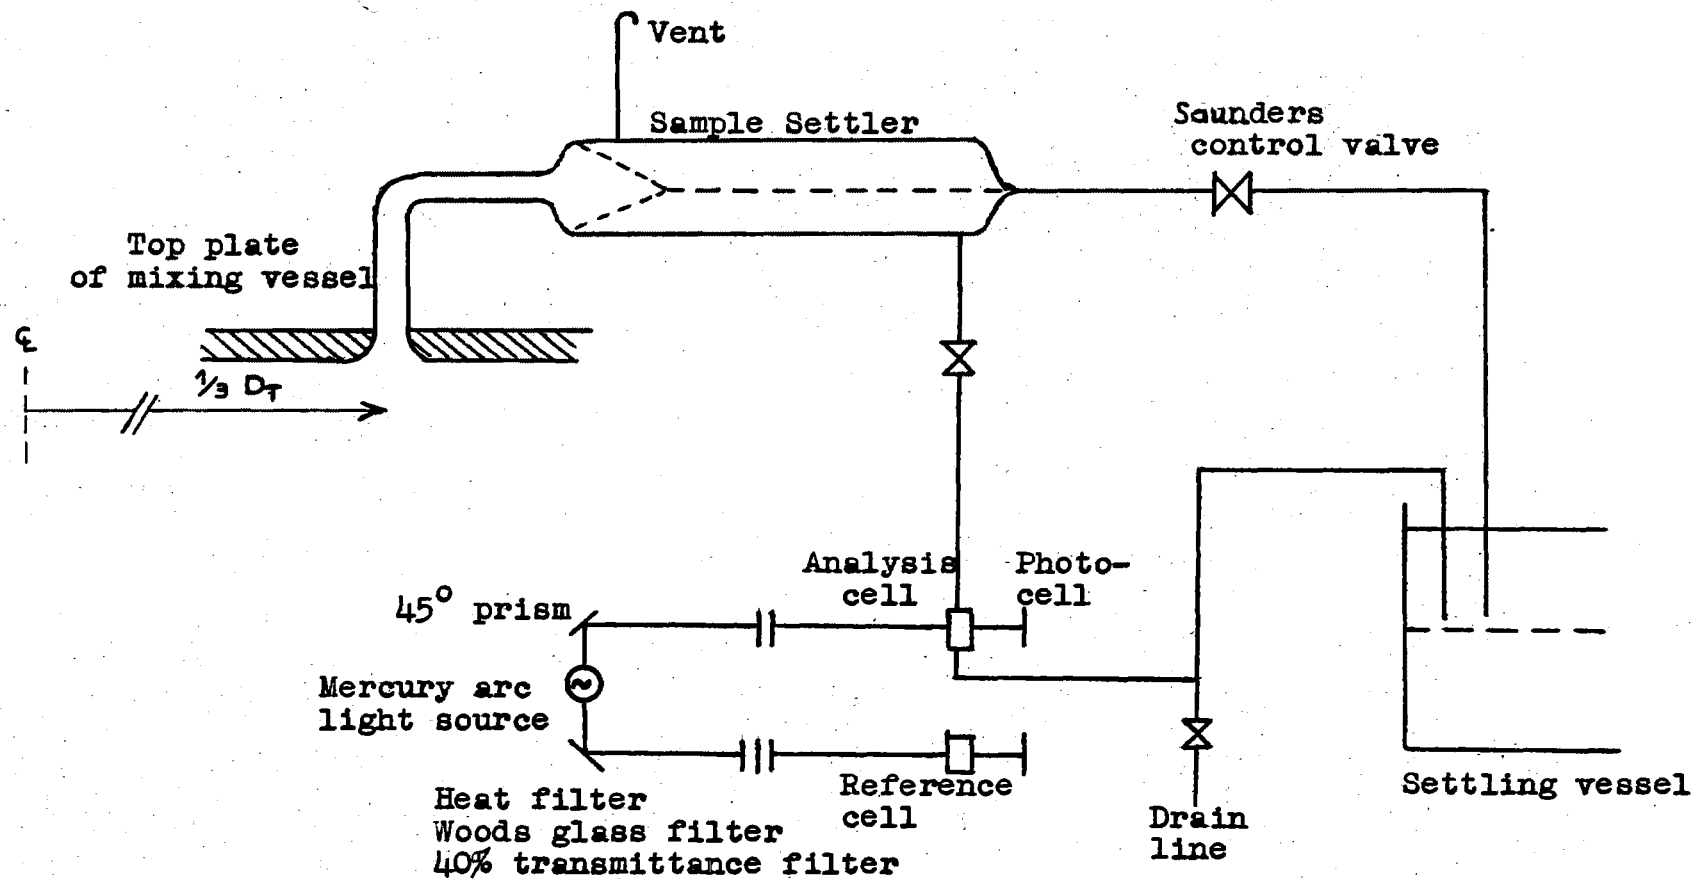 Vent
Sample Settler
Saunders
control valve
Top plate
of mixing vessel
℄
1/3 D_T
Analysis
cell
Photo-
cell
45° prism
Mercury arc
light source
Reference
cell
Heat filter
Woods glass filter
40% transmittance filter
Drain
line
Settling vessel